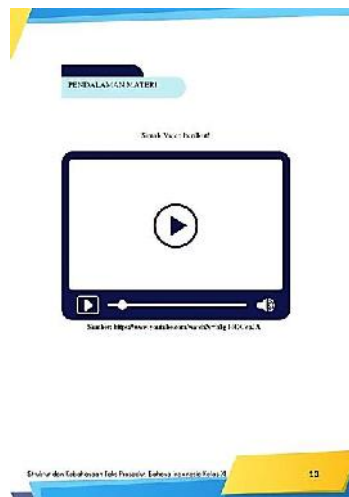 PENDALAMAN MATERI
Simak Video berikut!
Sumber: https://www.youtube.com/watch?v=
Struktur dan Kebahasaan Teks Prosedur Bahasa Indonesia Kelas XI